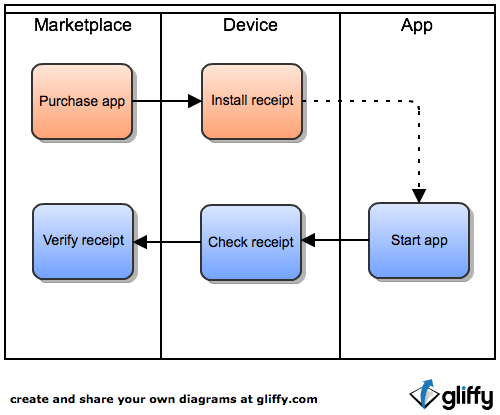 Marketplace
Device
App
Purchase app
Install receipt
Verify receipt
Check receipt
Start app
create and share your own diagrams at gliffy.com
gliffy